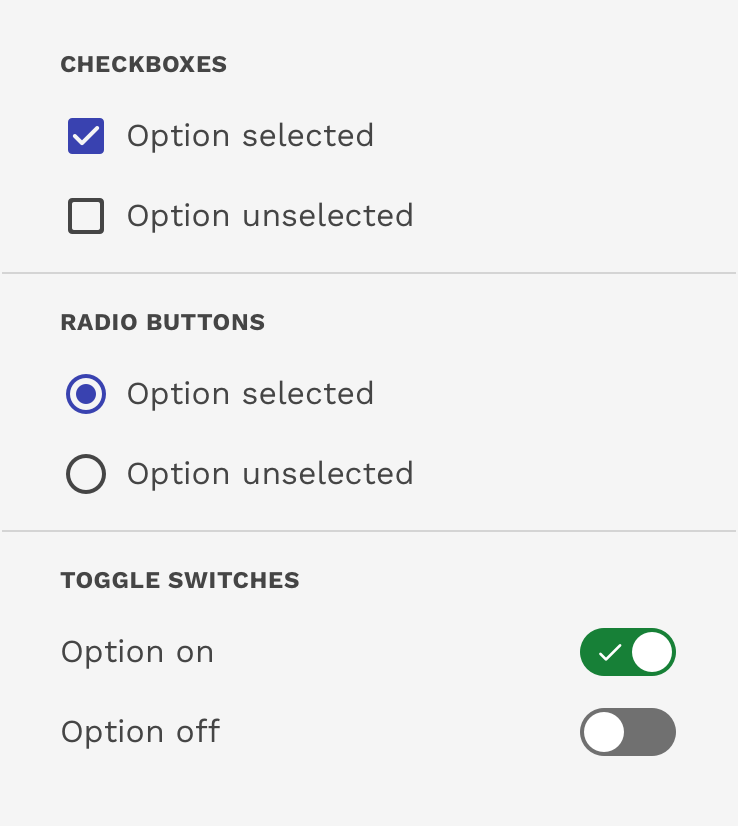 CHECKBOXES
Option selected
Option unselected
RADIO BUTTONS
Option selected
Option unselected
TOGGLE SWITCHES
Option on
Option off